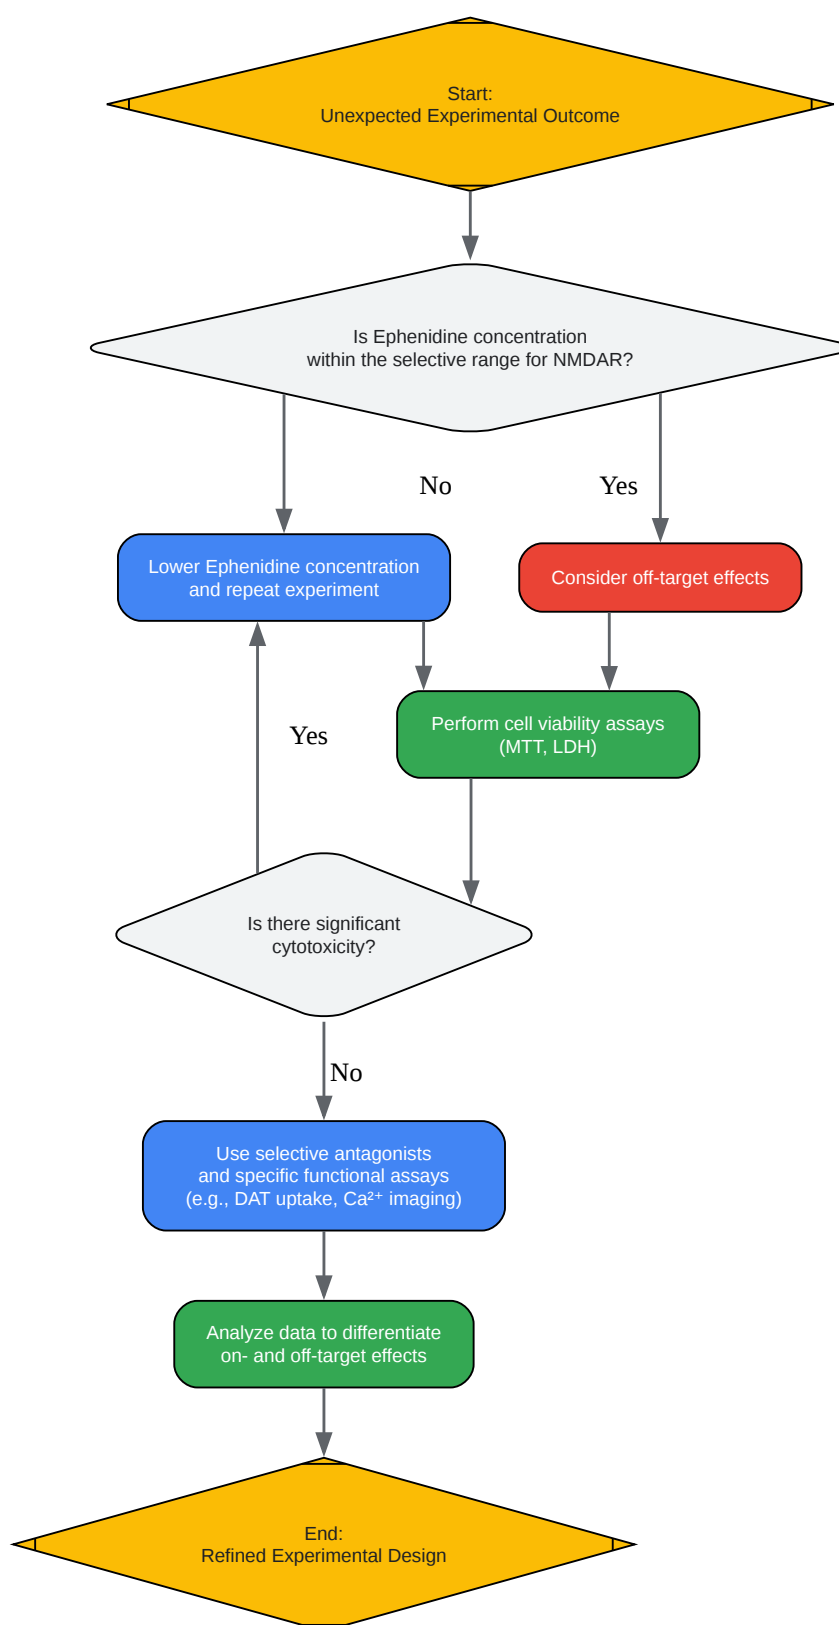 Start:
Unexpected Experimental Outcome
Is Ephenidine concentration
within the selective range for NMDAR?
No
Yes
Lower Ephenidine concentration
and repeat experiment
Consider off-target effects
Perform cell viability assays
(MTT, LDH)
Yes
Is there significant
cytotoxicity?
No
Use selective antagonists
and specific functional assays
(e.g., DAT uptake, Ca²⁺ imaging)
Analyze data to differentiate
on- and off-target effects
End:
Refined Experimental Design